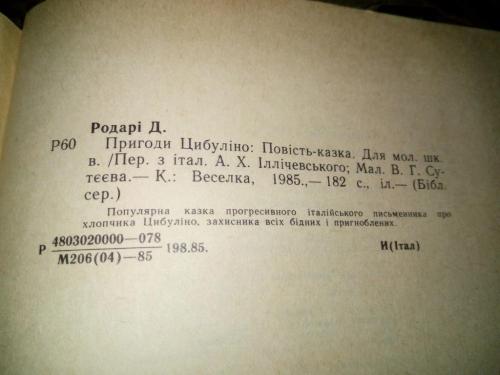 Родарі Д.
Р60 Пригоди Цибуліно: Повість-казка. Для мол. шк.
в. /Пер. з італ. А. Х. Іллічевського; Мал. В. Г. Су-
тєєва.— К.: Веселка, 1985.,— 182 с., іл.— (Бібл.
сер.)
Популярна казка прогресивного італійського письменника про
хлопчика Цибуліно, захисника всіх бідних і пригноблених.
Р 4803020000—078
М206(04)—85 198.85. И(Італ)